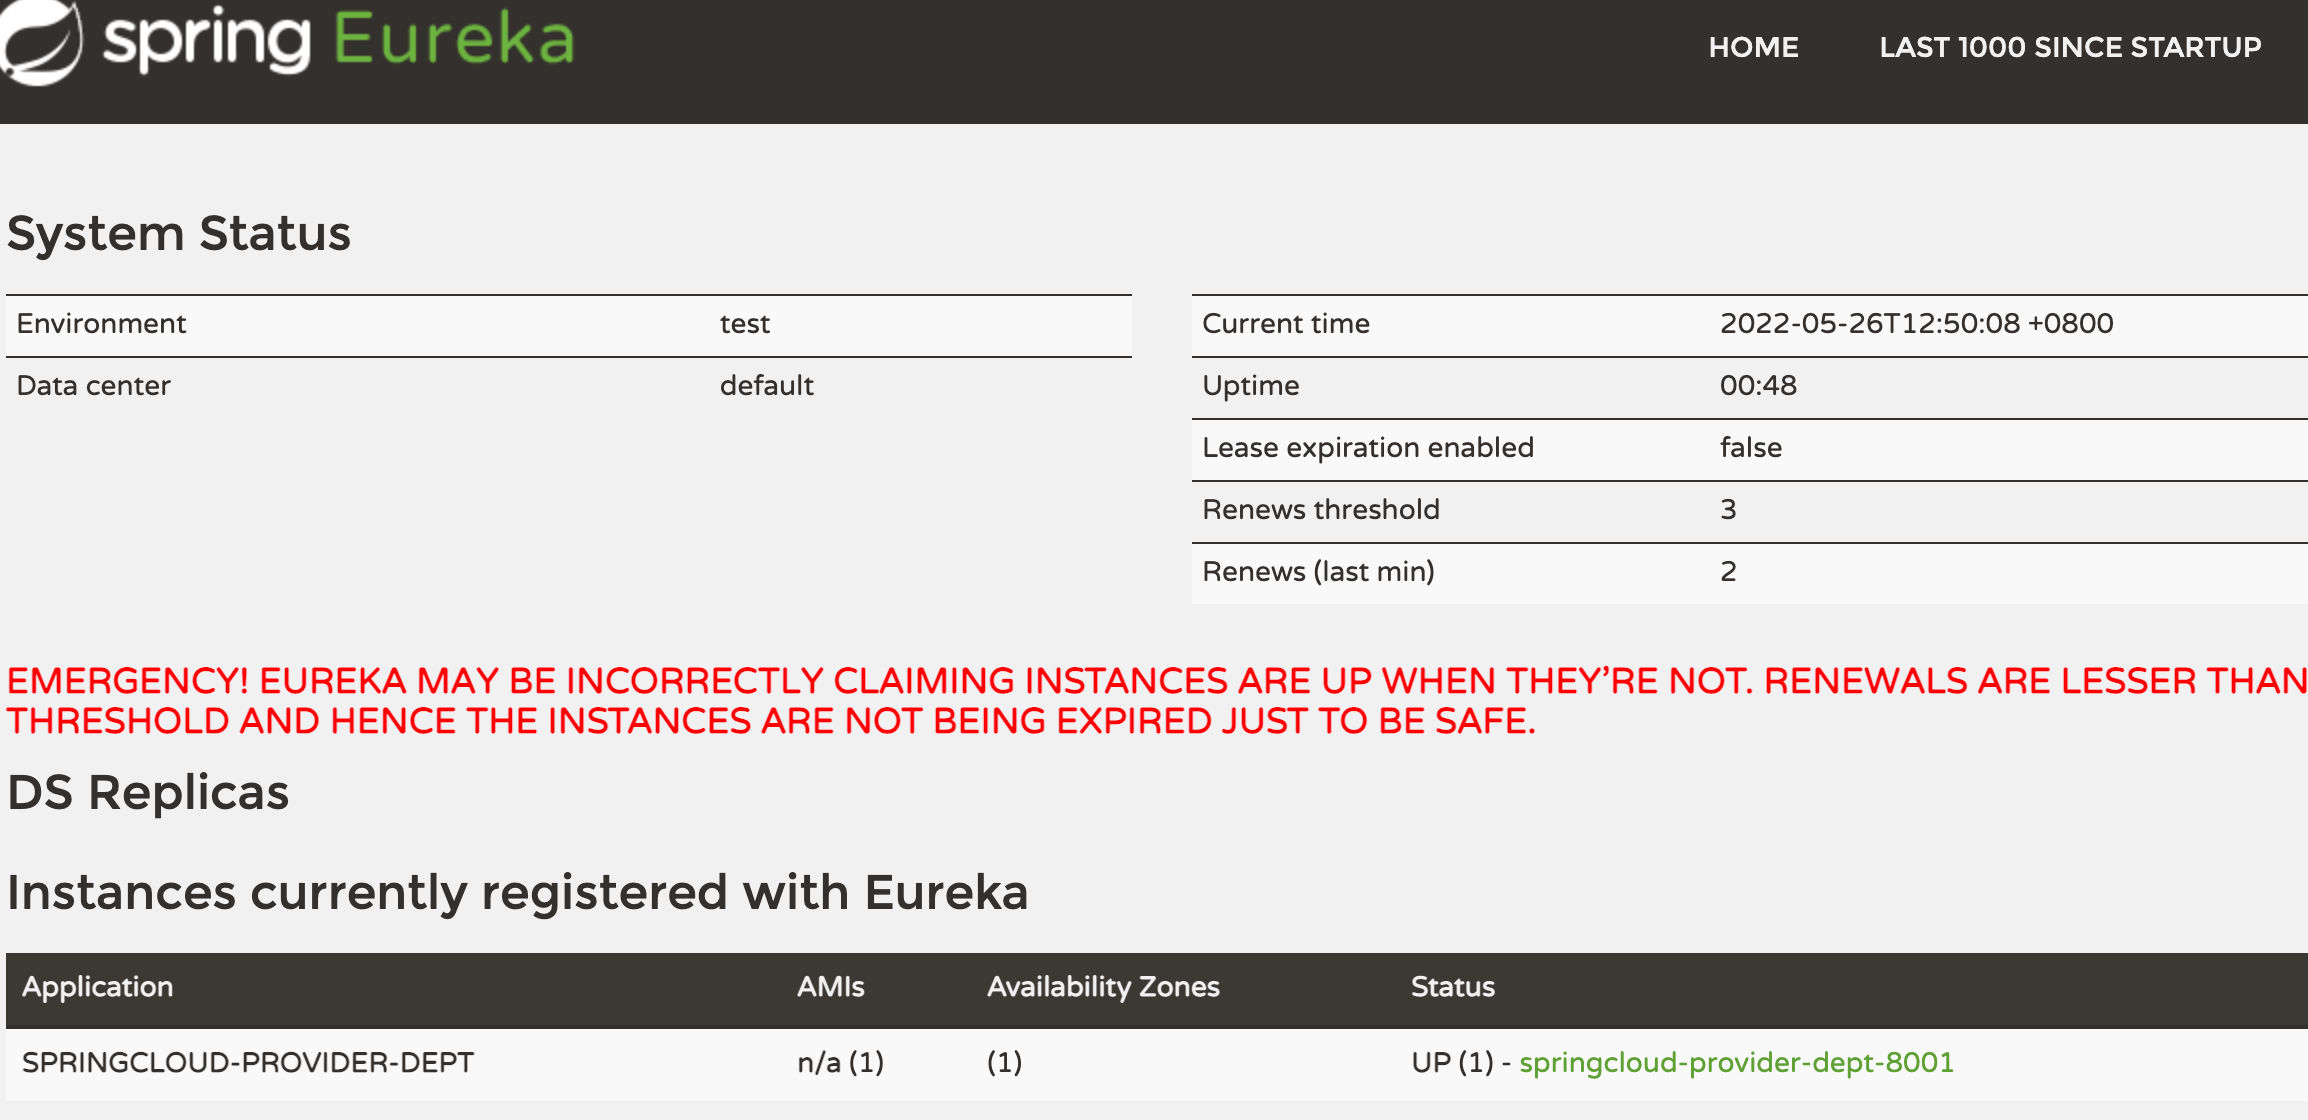 spring Eureka
HOME LAST 1000 SINCE STARTUP
System Status
Environment test
Data center default
Current time 2022-05-26T12:50:08 +0800
Uptime 00:48
Lease expiration enabled false
Renews threshold 3
Renews (last min) 2
EMERGENCY! EUREKA MAY BE INCORRECTLY CLAIMING INSTANCES ARE UP WHEN THEY’RE NOT. RENEWALS ARE LESSER THAN
THRESHOLD AND HENCE THE INSTANCES ARE NOT BEING EXPIRED JUST TO BE SAFE.
DS Replicas
Instances currently registered with Eureka
Application AMIs Availability Zones Status
SPRINGCLOUD-PROVIDER-DEPT n/a (1) (1) UP (1) - springcloud-provider-dept-8001